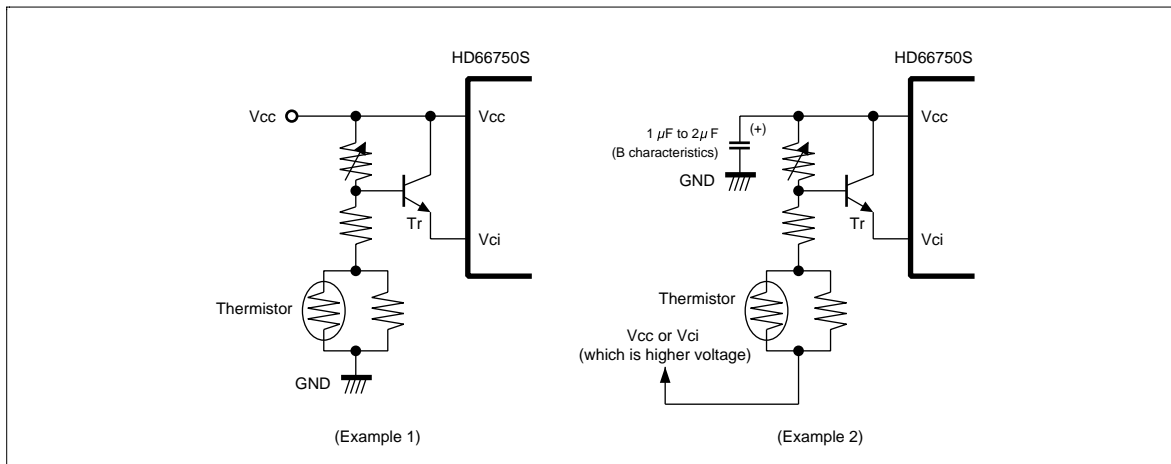 HD66750S
Vcc
Vcc
Tr
Vci
Thermistor
GND
(Example 1)
HD66750S
1 µF to 2µ F
(B characteristics)
(+)
GND
Vcc
Tr
Vci
Thermistor
Vcc or Vci
(which is higher voltage)
(Example 2)